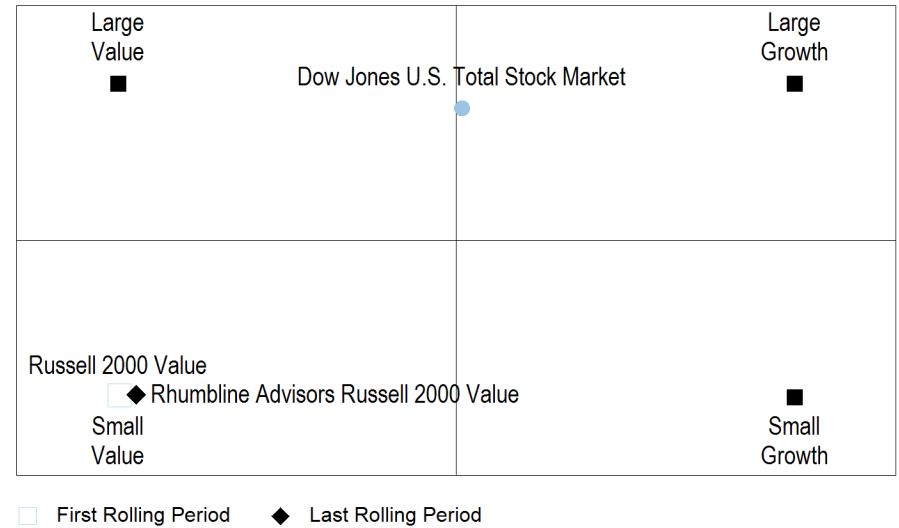 Large
Value
Large
Growth
Dow Jones U.S. Total Stock Market
Russell 2000 Value
Rhumbline Advisors Russell 2000 Value
Small
Value
Small
Growth
First Rolling Period
Last Rolling Period